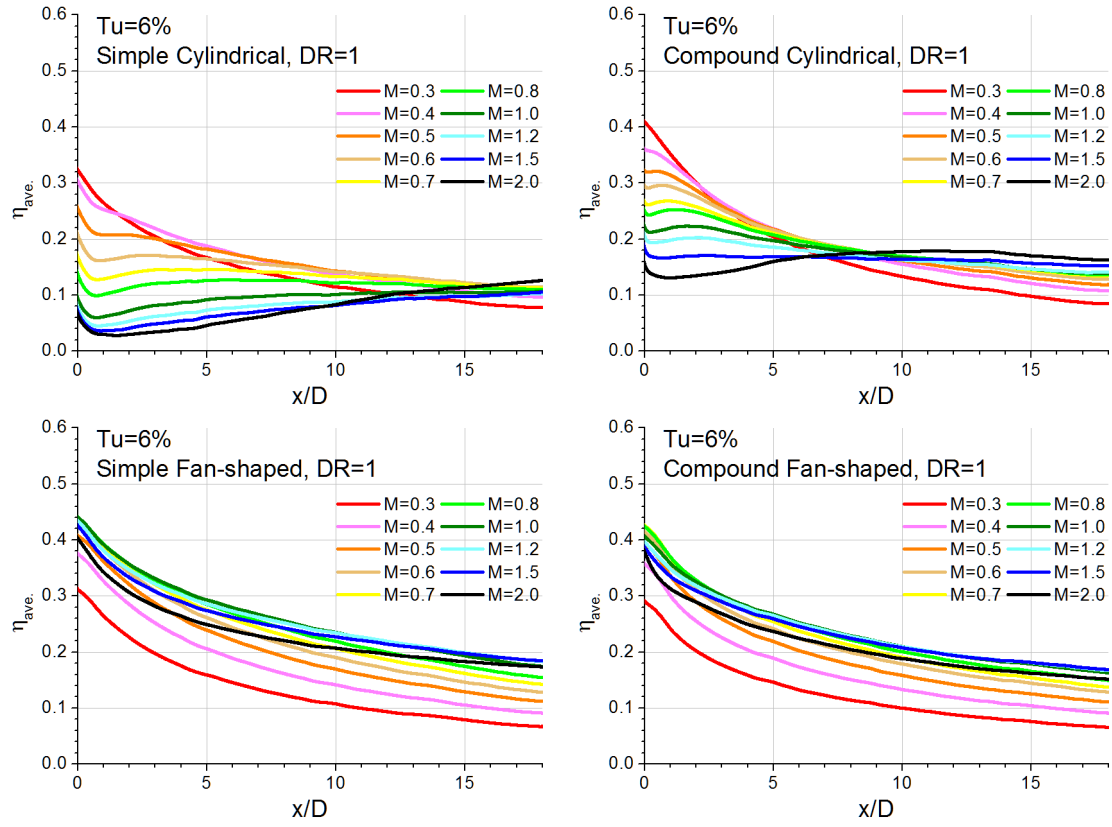 Tu=6%
Simple Cylindrical, DR=1
M=0.3 M=0.8
M=0.4 M=1.0
M=0.5 M=1.2
M=0.6 M=1.5
M=0.7 M=2.0
0.6
0.5
0.4
0.3
0.2
0.1
0.0
ηave.
0 5 10 15
x/D
Tu=6%
Compound Cylindrical, DR=1
M=0.3 M=0.8
M=0.4 M=1.0
M=0.5 M=1.2
M=0.6 M=1.5
M=0.7 M=2.0
0.6
0.5
0.4
0.3
0.2
0.1
0.0
ηave.
0 5 10 15
x/D
Tu=6%
Simple Fan-shaped, DR=1
M=0.3 M=0.8
M=0.4 M=1.0
M=0.5 M=1.2
M=0.6 M=1.5
M=0.7 M=2.0
0.6
0.5
0.4
0.3
0.2
0.1
0.0
ηave.
0 5 10 15
x/D
Tu=6%
Compound Fan-shaped, DR=1
M=0.3 M=0.8
M=0.4 M=1.0
M=0.5 M=1.2
M=0.6 M=1.5
M=0.7 M=2.0
0.6
0.5
0.4
0.3
0.2
0.1
0.0
ηave.
0 5 10 15
x/D